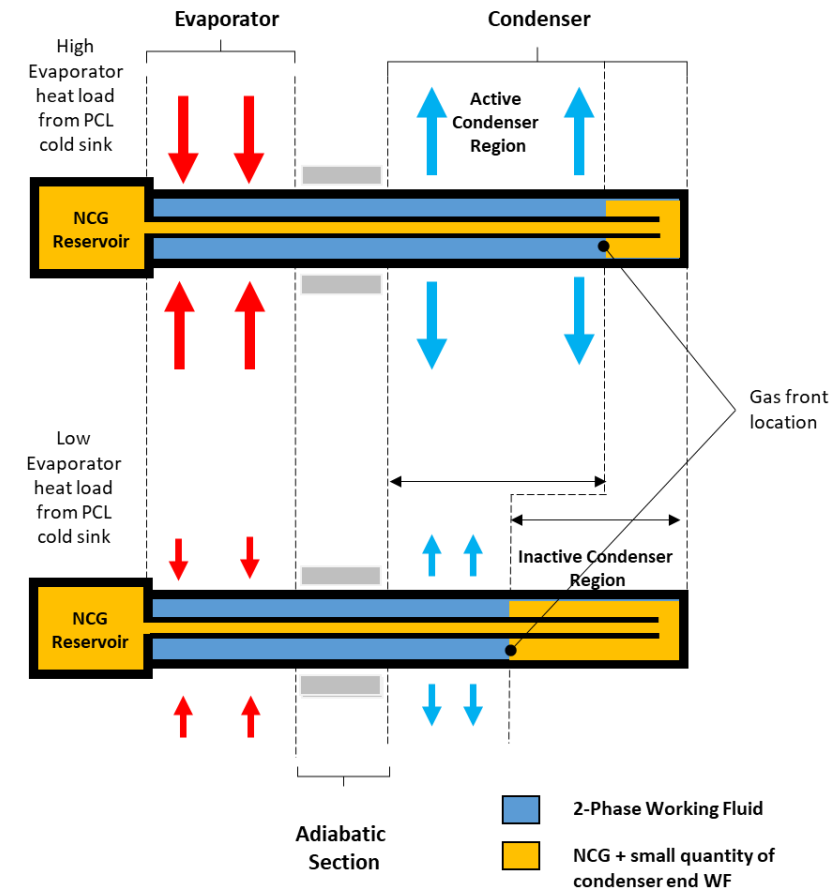 Evaporator
Condenser
High
Evaporator
heat load
from PCL
cold sink
Active
Condenser
Region
NCG
Reservoir
Gas front
location
Low
Evaporator
heat load
from PCL
cold sink
Inactive Condenser
Region
NCG
Reservoir
Adiabatic
Section
2-Phase Working Fluid
NCG + small quantity of
condenser end WF